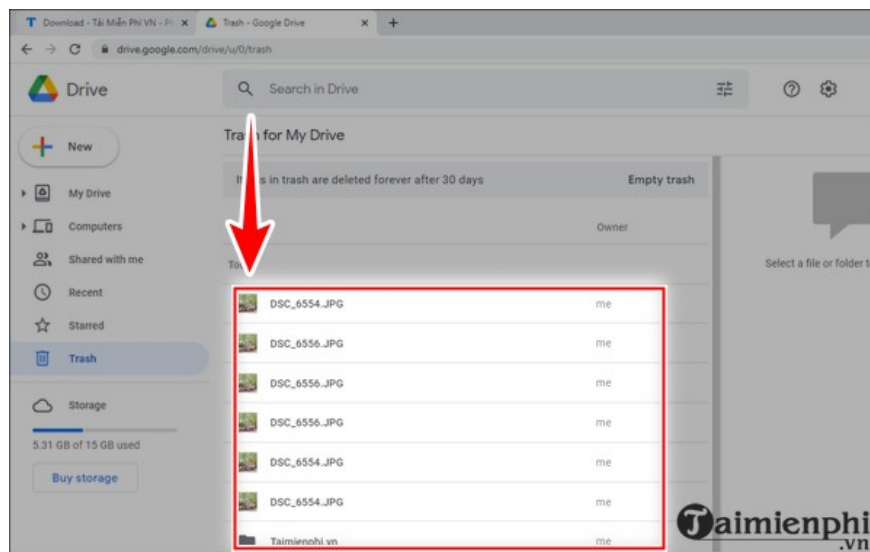 Download - Tải Miễn Phí VN - Ph
Trash - Google Drive
drive.google.com/drive/u/0/trash
Drive
Search in Drive
New
My Drive
Computers
Shared with me
Recent
Starred
Trash
Storage
5.31 GB of 15 GB used
Buy storage
for My Drive
in trash are deleted forever after 30 days
Empty trash
Owner
DSC_6554.JPG me
DSC_6556.JPG me
DSC_6556.JPG me
DSC_6556.JPG me
DSC_6554.JPG me
DSC_6554.JPG me
Taimienphi.vn me
Select a file or folder
Taimienphi
.vn